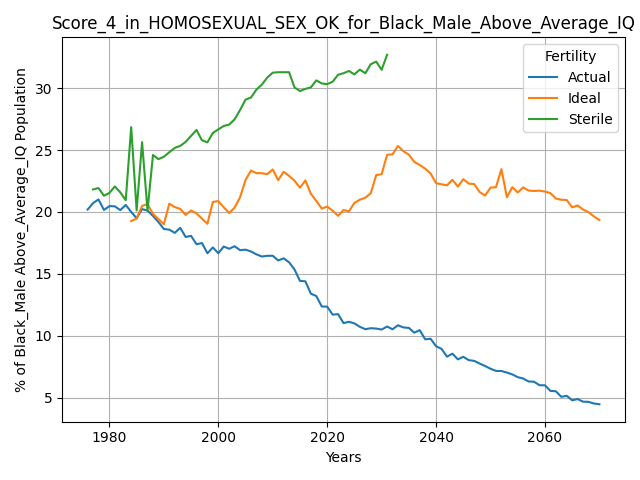 Score_4_in_HOMOSEXUAL_SEX_OK_for_Black_Male_Above_Average_IQ
% of Black_Male Above_Average_IQ Population
30
25
20
15
10
5
Fertility
Actual
Ideal
Sterile
1980 2000 2020 2040 2060
Years